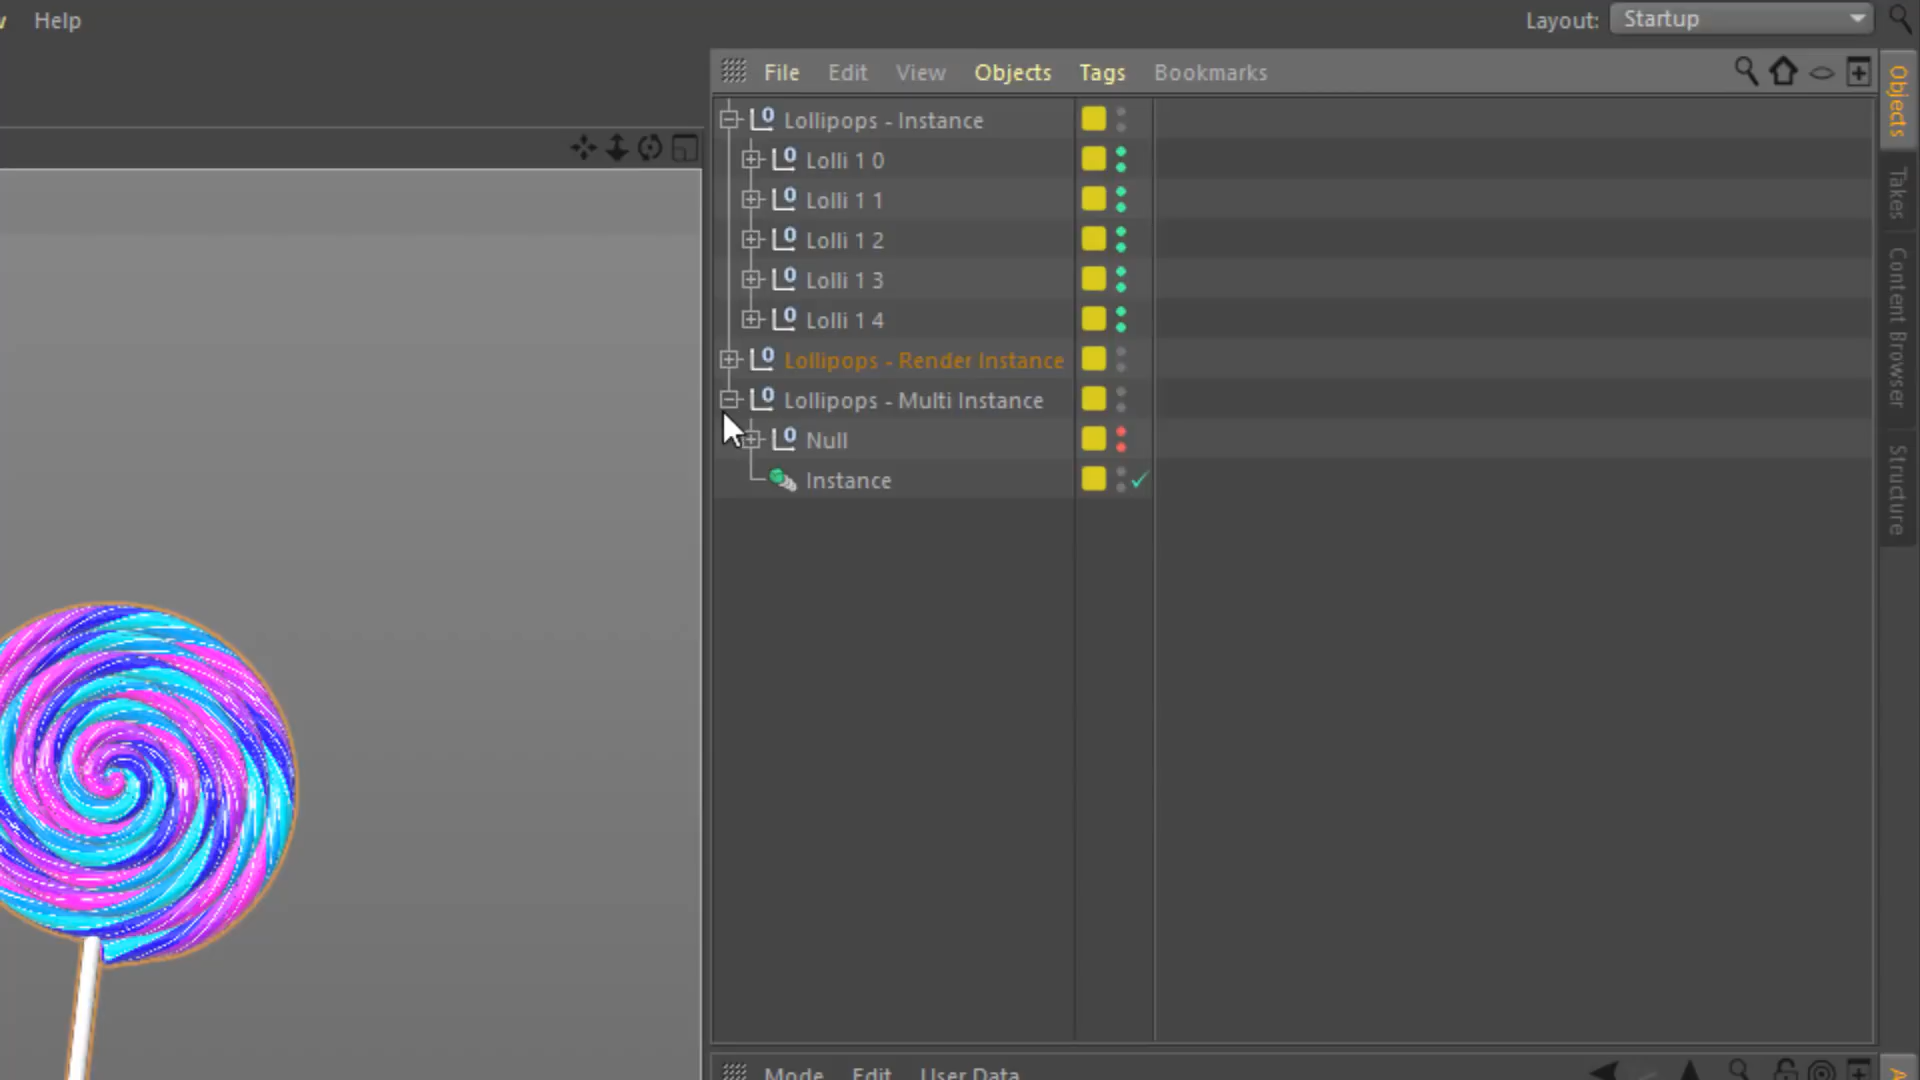 Help
Layout: Startup
File Edit View Objects Tags Bookmarks
Lollipops - Instance
Lolli 1 0
Lolli 1 1
Lolli 1 2
Lolli 1 3
Lolli 1 4
Lollipops - Render Instance
Lollipops - Multi Instance
Null
Instance
Objects
Takes
Content Browser
Structure
Mode Edit User Data